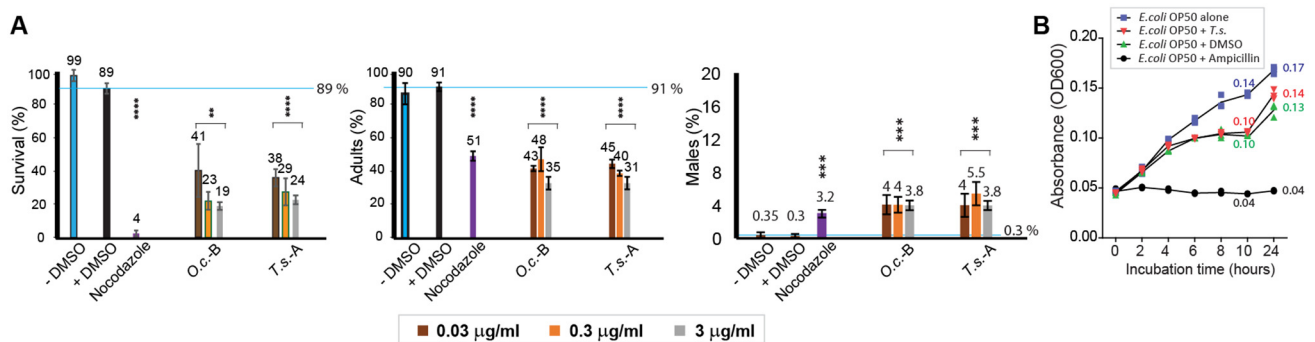 A
Survival (%)
100
80
60
40
20
0
99
89
4
41
23
19
38
29
24
****
**
****
89 %
- DMSO
+ DMSO
Nocodazole
O.c.-B
T.s.-A
Adults (%)
100
80
60
40
20
0
90
91
51
43
48
35
45
40
31
****
****
****
91 %
- DMSO
+ DMSO
Nocodazole
O.c.-B
T.s.-A
Males (%)
20
16
12
8
4
0
0.35
0.3
3.2
4
4
3.8
4
5.5
3.8
***
***
***
0.3 %
- DMSO
+ DMSO
Nocodazole
O.c.-B
T.s.-A
0.03 µg/ml
0.3 µg/ml
3 µg/ml
B
E.coli OP50 alone
E.coli OP50 + T.s.
E.coli OP50 + DMSO
E.coli OP50 + Ampicillin
Absorbance (OD600)
0.20
0.15
0.10
0.05
0.00
0.14
0.17
0.10
0.14
0.10
0.13
0.04
0.04
0
2
4
6
8
10
24
Incubation time (hours)